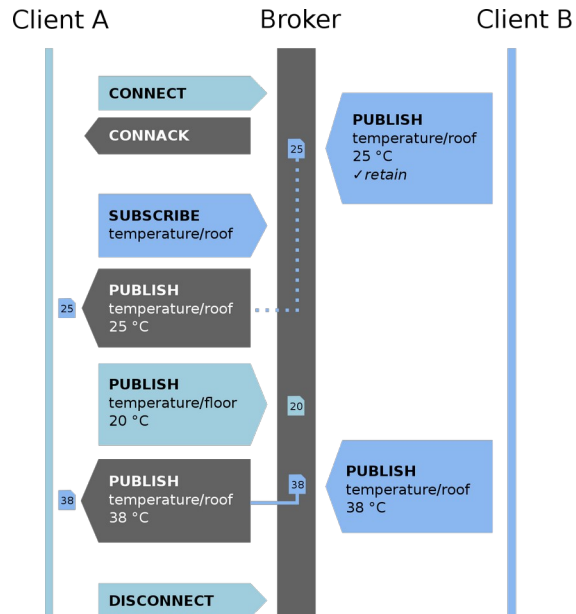 Client A
Broker
Client B
CONNECT
CONNACK
PUBLISH
temperature/roof
25 °C
✓retain
25
SUBSCRIBE
temperature/roof
PUBLISH
temperature/roof
25 °C
25
PUBLISH
temperature/floor
20 °C
20
PUBLISH
temperature/roof
38 °C
38
38
PUBLISH
temperature/roof
38 °C
DISCONNECT